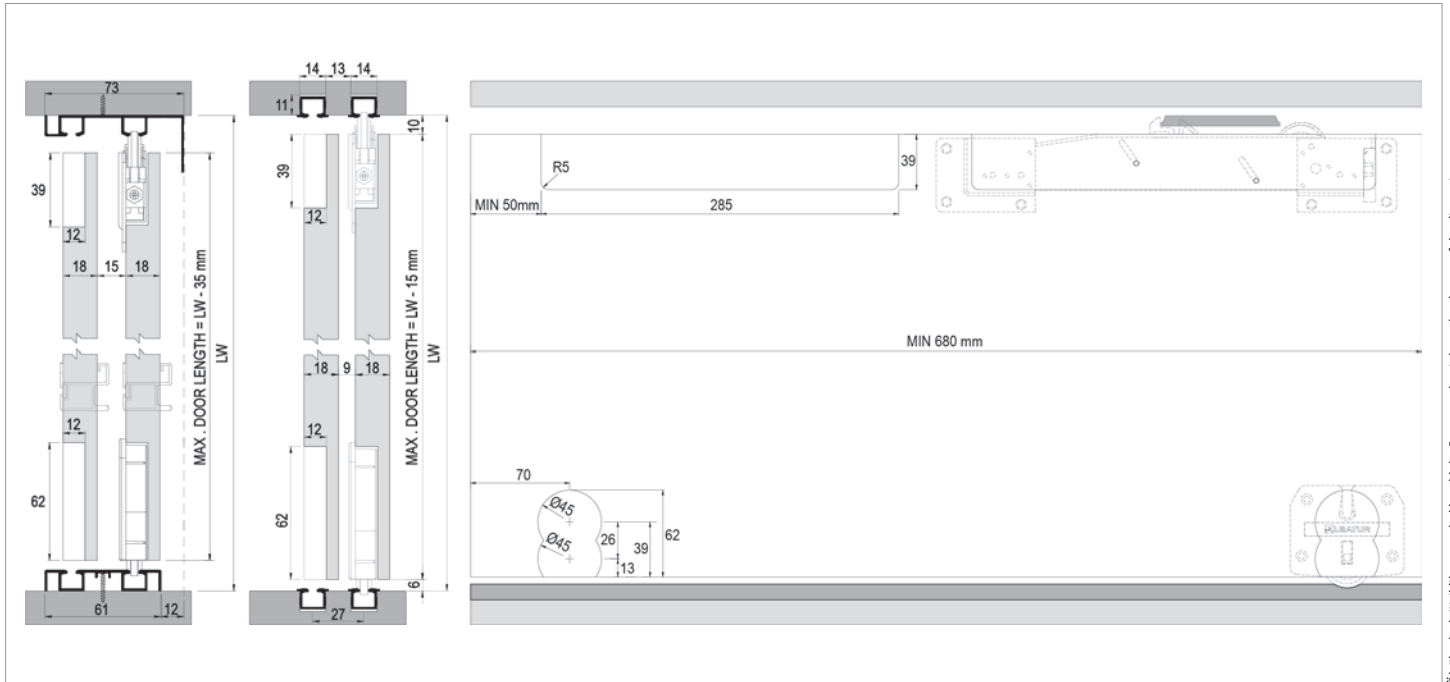 73
39
12
18 15 18
MAX. DOOR LENGTH = LW - 35 mm
LW
12
62
61 12
14 13 14
11
10
39
12
18 9 18
MAX. DOOR LENGTH = LW - 15 mm
LW
12
62
6
27
R5
39
MIN 50mm
285
MIN 680 mm
70
Ø45
Ø45
26
39
62
13